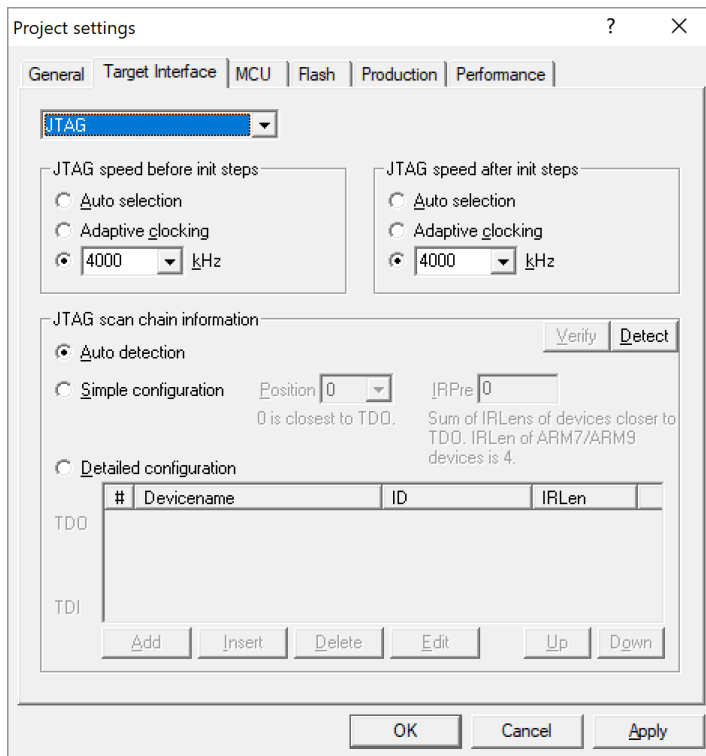 Project settings
? ×
General Target Interface MCU Flash Production Performance
JTAG
JTAG speed before init steps JTAG speed after init steps
Auto selection Auto selection
Adaptive clocking Adaptive clocking
4000 kHz 4000 kHz
JTAG scan chain information
Verify Detect
Auto detection
Simple configuration Position 0 IRPre 0
0 is closest to TDO. Sum of IRLens of devices closer to
TDO. IRLen of ARM7/ARM9
devices is 4.
Detailed configuration
# Devicename ID IRLen
TDO
TDI
Add Insert Delete Edit Up Down
OK Cancel Apply